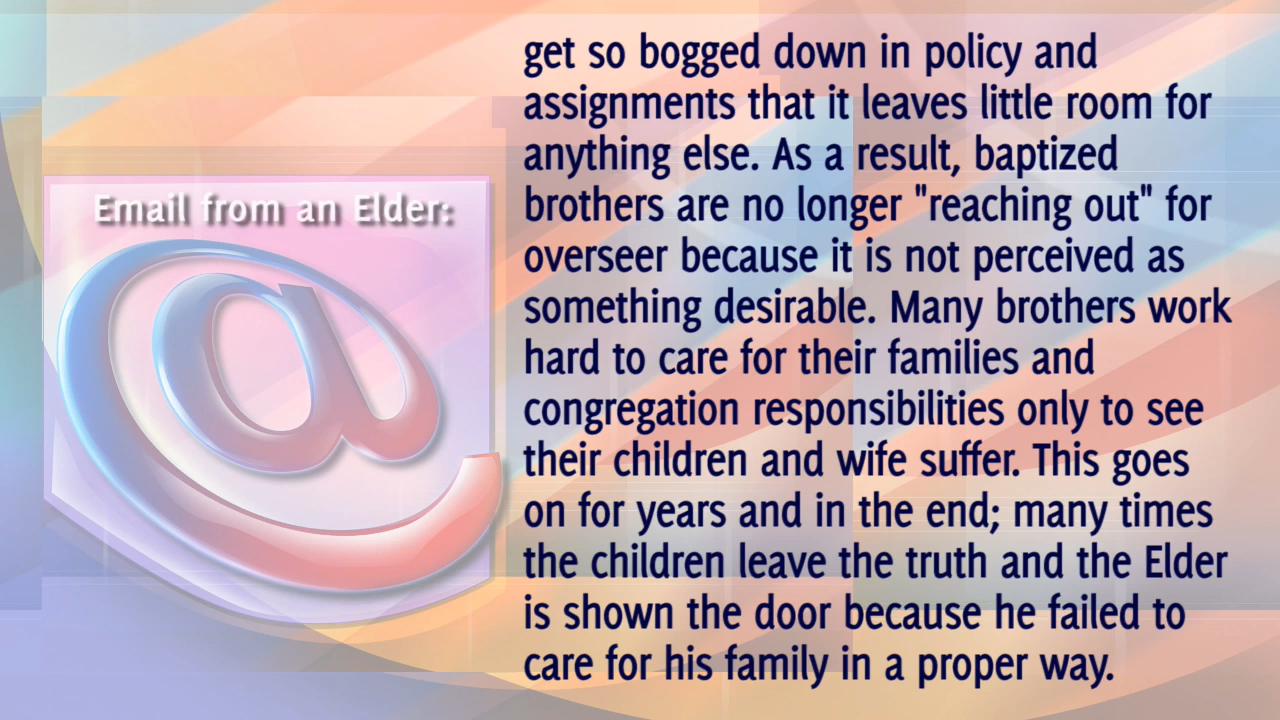 Email from an Elder:
get so bogged down in policy and
assignments that it leaves little room for
anything else. As a result, baptized
brothers are no longer "reaching out" for
overseer because it is not perceived as
something desirable. Many brothers work
hard to care for their families and
congregation responsibilities only to see
their children and wife suffer. This goes
on for years and in the end; many times
the children leave the truth and the Elder
is shown the door because he failed to
care for his family in a proper way.